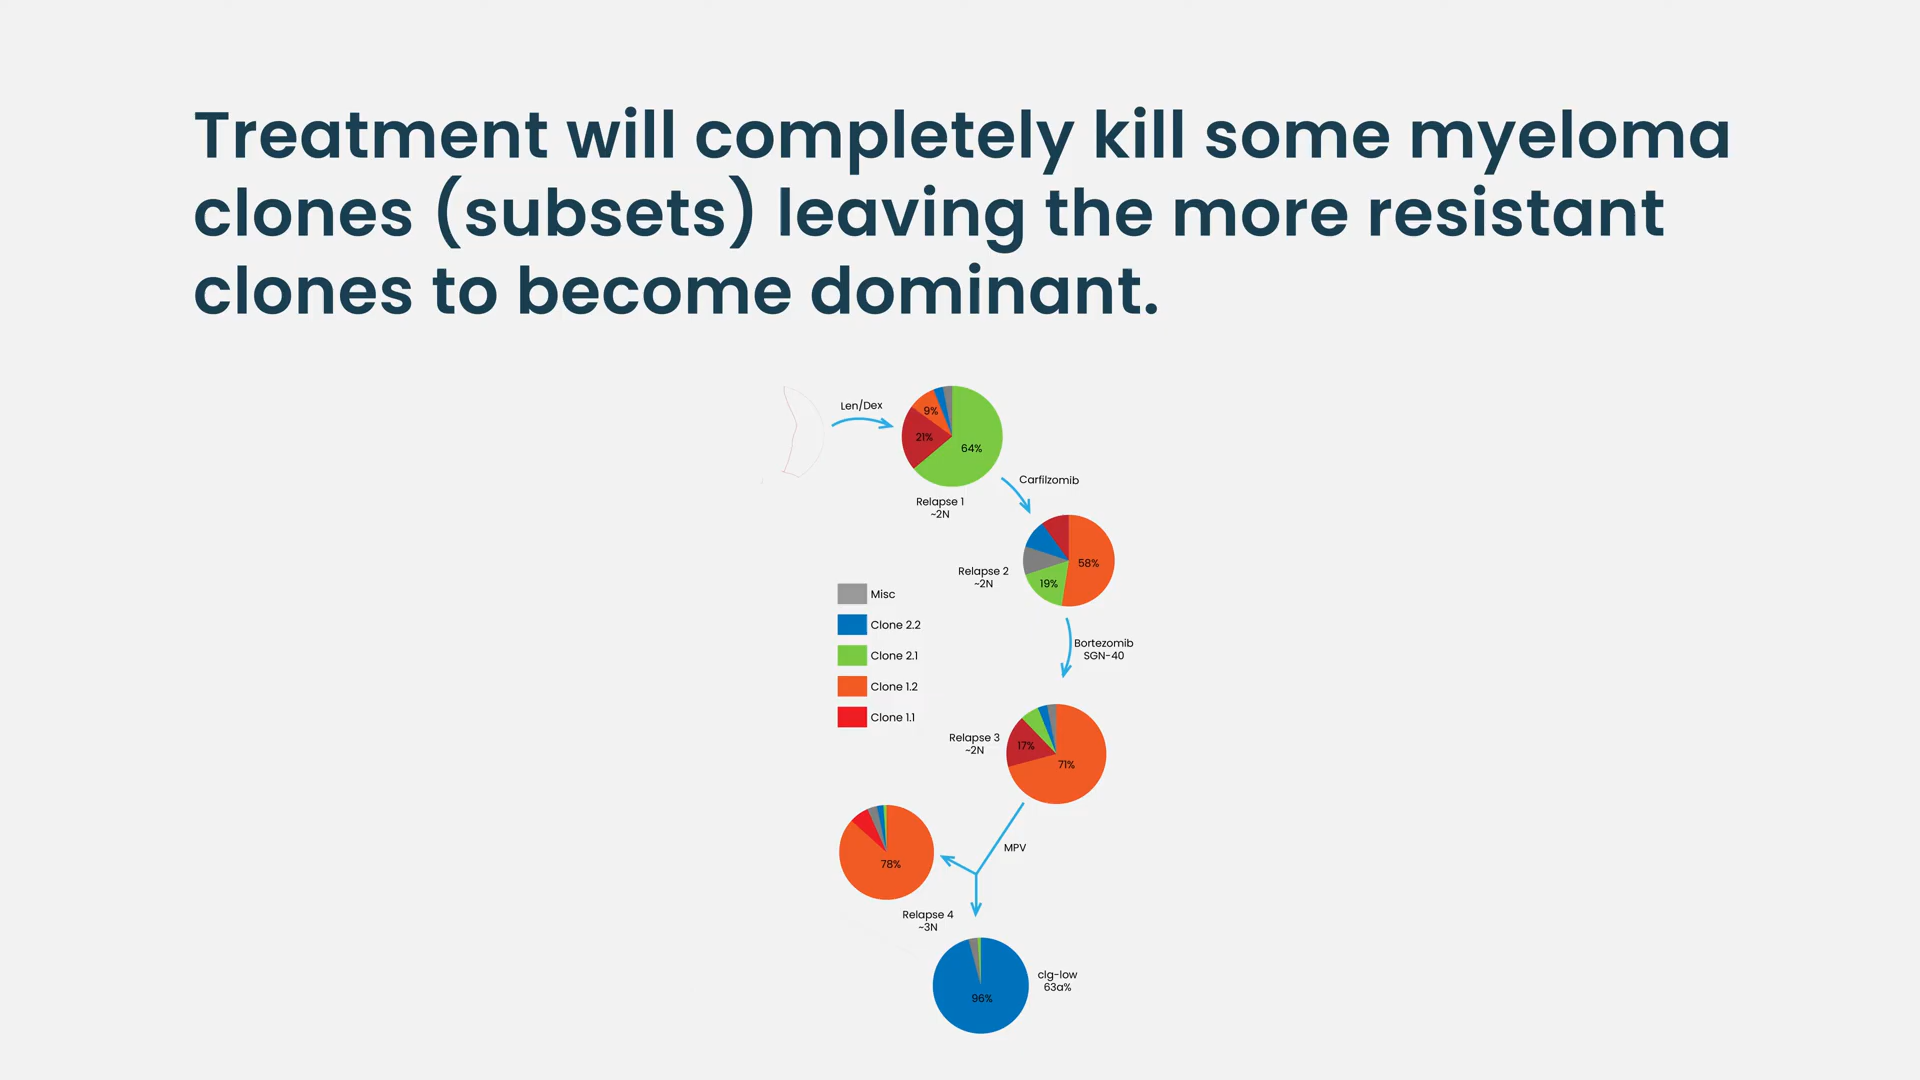 Treatment will completely kill some myeloma
clones (subsets) leaving the more resistant
clones to become dominant.
Len/Dex
9%
21%
64%
Relapse 1
~2N
Carfilzomib
58%
19%
Relapse 2
~2N
Misc
Clone 2.2
Clone 2.1
Clone 1.2
Clone 1.1
Bortezomib
SGN-40
Relapse 3
~2N
17%
71%
MPV
78%
Relapse 4
~3N
96%
cIg-low
63a%